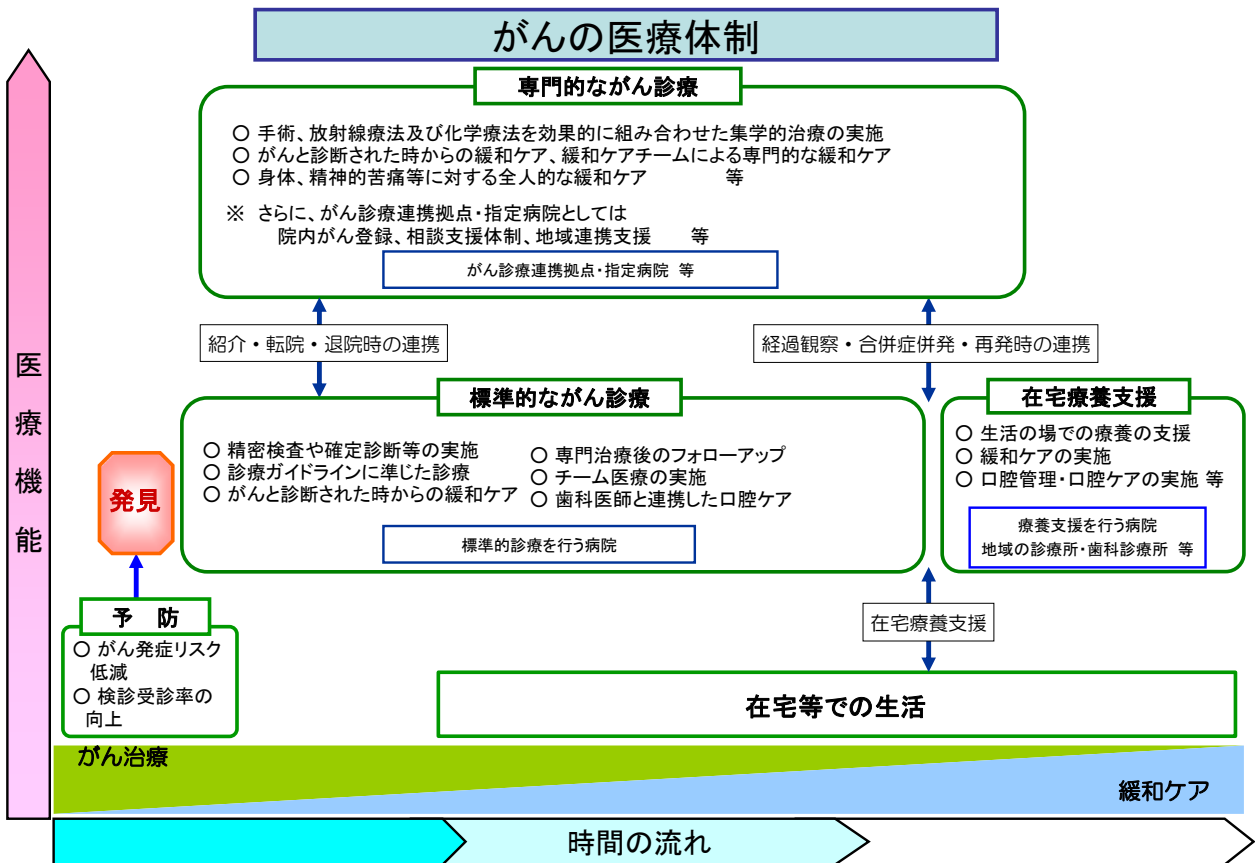 がんの医療体制
専門的ながん診療
○ 手術、放射線療法及び化学療法を効果的に組み合わせた集学的治療の実施
○ がんと診断された時からの緩和ケア、緩和ケアチームによる専門的な緩和ケア
○ 身体、精神的苦痛等に対する全人的な緩和ケア　　　　等
※ さらに、がん診療連携拠点・指定病院としては
院内がん登録、相談支援体制、地域連携支援　　等
がん診療連携拠点・指定病院 等
紹介・転院・退院時の連携
経過観察・合併症併発・再発時の連携
医療機能
標準的ながん診療
○ 精密検査や確定診断等の実施
○ 診療ガイドラインに準じた診療
○ がんと診断された時からの緩和ケア
○ 専門治療後のフォローアップ
○ チーム医療の実施
○ 歯科医師と連携した口腔ケア
標準的診療を行う病院
在宅療養支援
○ 生活の場での療養の支援
○ 緩和ケアの実施
○ 口腔管理・口腔ケアの実施 等
療養支援を行う病院
地域の診療所・歯科診療所 等
発見
予　防
○ がん発症リスク
低減
○ 検診受診率の
向上
在宅療養支援
在宅等での生活
がん治療
緩和ケア
時間の流れ